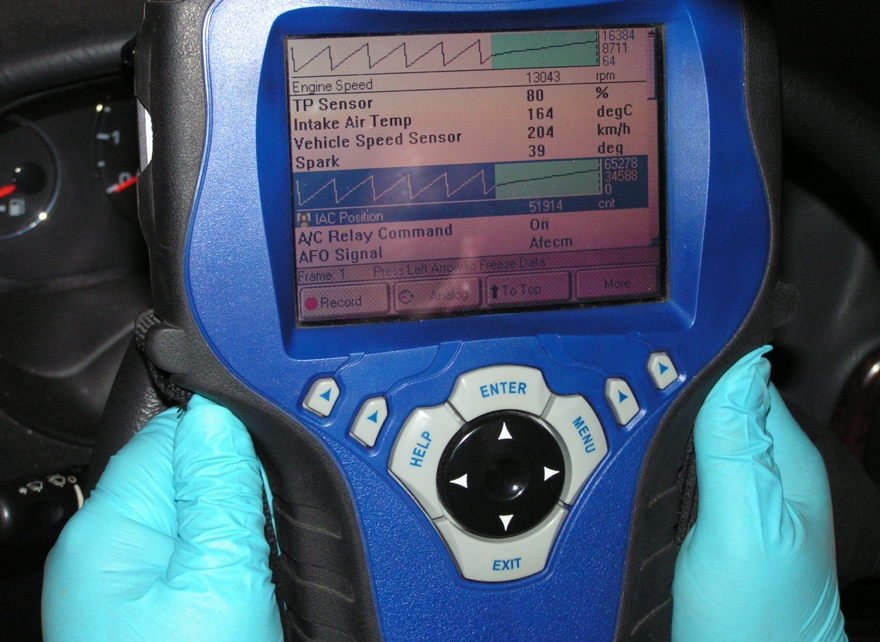 16384
8711
64
Engine Speed 13043 rpm
TP Sensor 80 %
Intake Air Temp 164 degC
Vehicle Speed Sensor 204 km/h
Spark 39 deg
65278
34588
0
IAC Position 51914 cnt
A/C Relay Command On
AFO Signal Afecm
Frame: 1 Press Left Arrow to Freeze Data
Record Analog To Top More
ENTER
HELP
MENU
EXIT